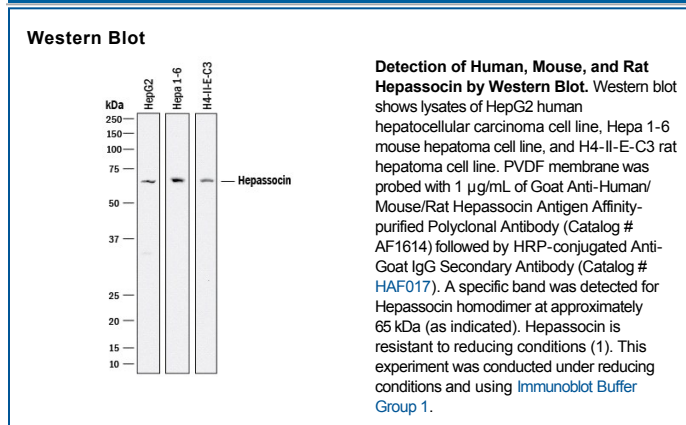 Western Blot
kDa
HepG2
Hepa 1-6
H4-II-E-C3
250
150
100
75
50
37
25
20
15
10
Hepassocin
Detection of Human, Mouse, and Rat
Hepassocin by Western Blot. Western blot
shows lysates of HepG2 human
hepatocellular carcinoma cell line, Hepa 1-6
mouse hepatoma cell line, and H4-II-E-C3 rat
hepatoma cell line. PVDF membrane was
probed with 1 µg/mL of Goat Anti-Human/
Mouse/Rat Hepassocin Antigen Affinity-
purified Polyclonal Antibody (Catalog #
AF1614) followed by HRP-conjugated Anti-
Goat IgG Secondary Antibody (Catalog #
HAF017). A specific band was detected for
Hepassocin homodimer at approximately
65 kDa (as indicated). Hepassocin is
resistant to reducing conditions (1). This
experiment was conducted under reducing
conditions and using Immunoblot Buffer
Group 1.